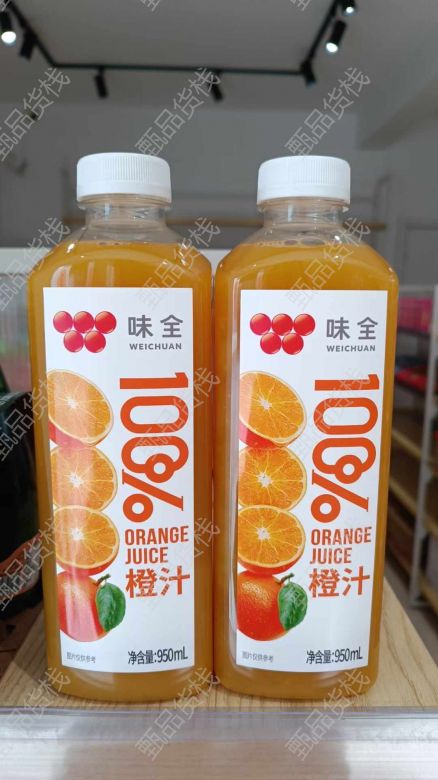 味全
WEICHUAN
100%
ORANGE
JUICE
橙汁
图片仅供参考
净含量:950mL
味全
WEICHUAN
100%
ORANGE
JUICE
橙汁
图片仅供参考
净含量:950mL
甄品货栈